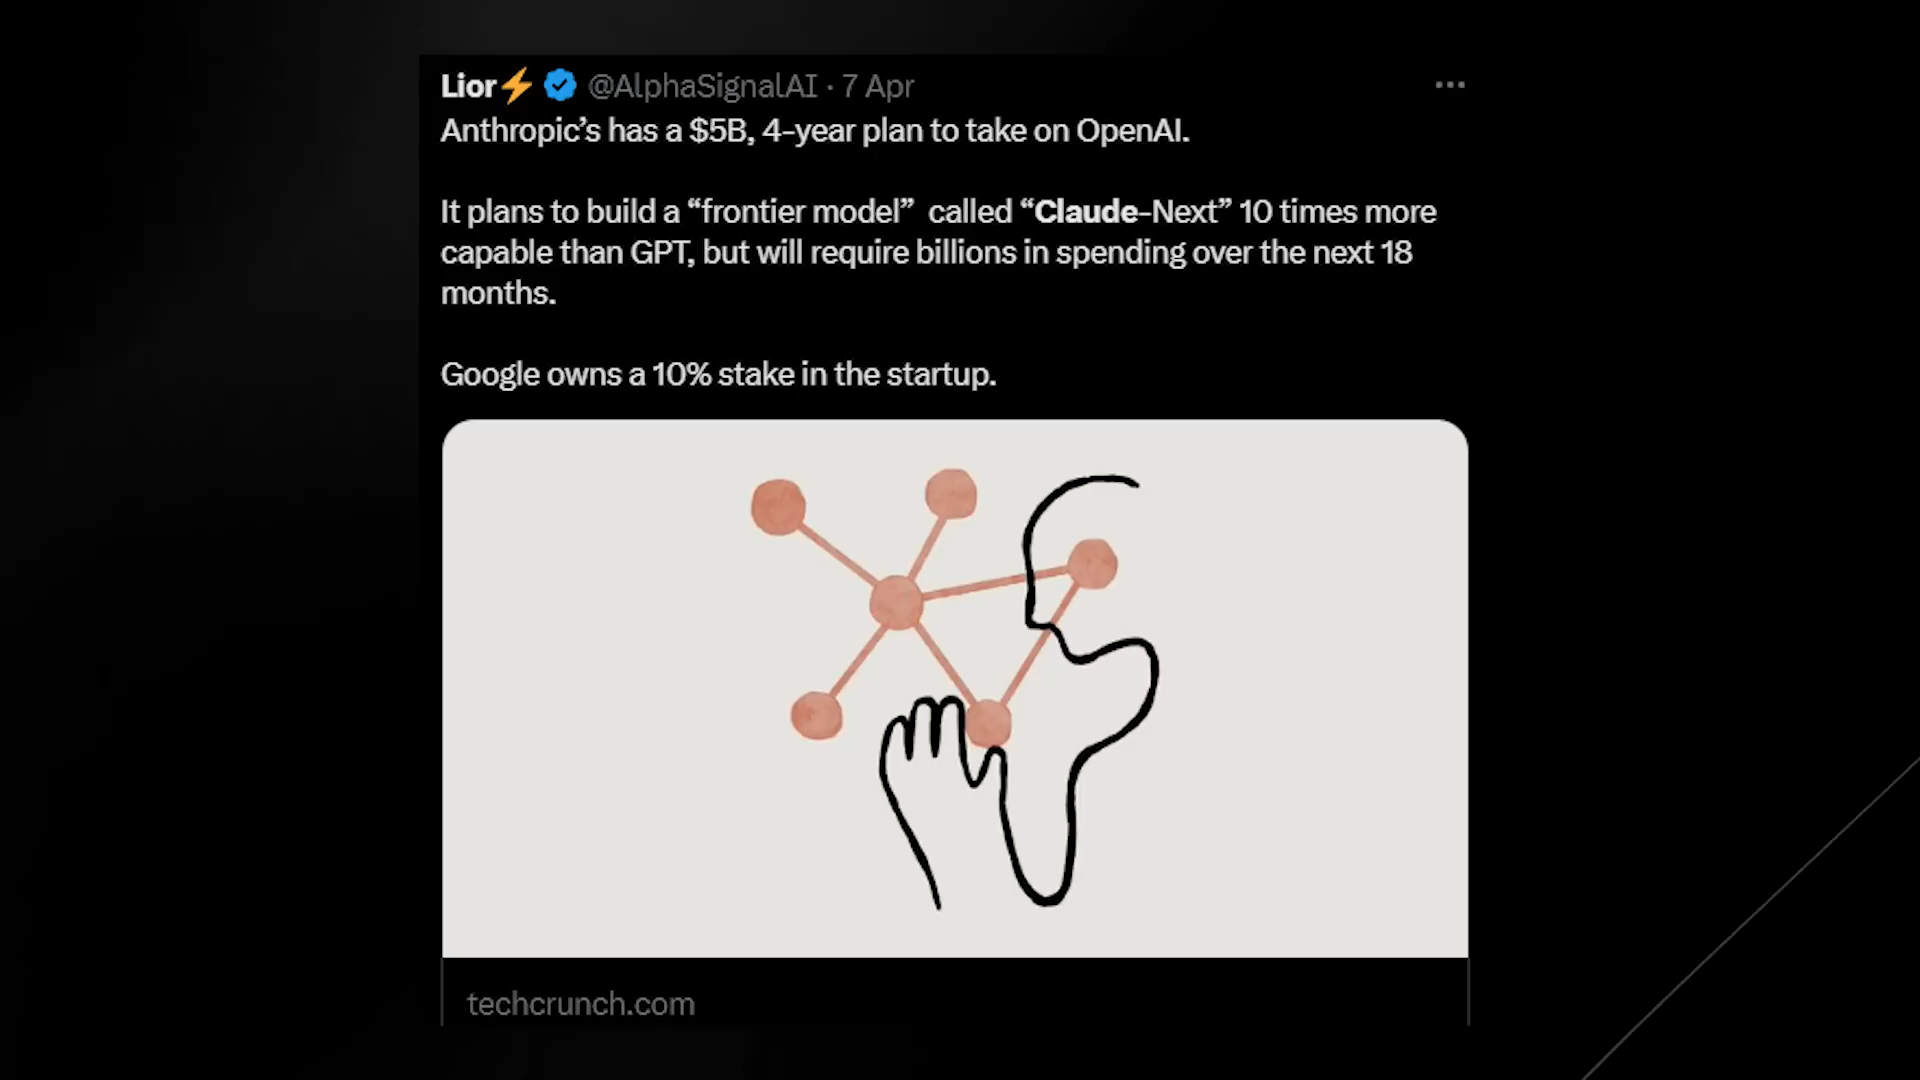 Lior⚡ @AlphaSignalAI · 7 Apr
Anthropic’s has a $5B, 4-year plan to take on OpenAI.
It plans to build a “frontier model”  called “Claude-Next” 10 times more
capable than GPT, but will require billions in spending over the next 18
months.
Google owns a 10% stake in the startup.
techcrunch.com